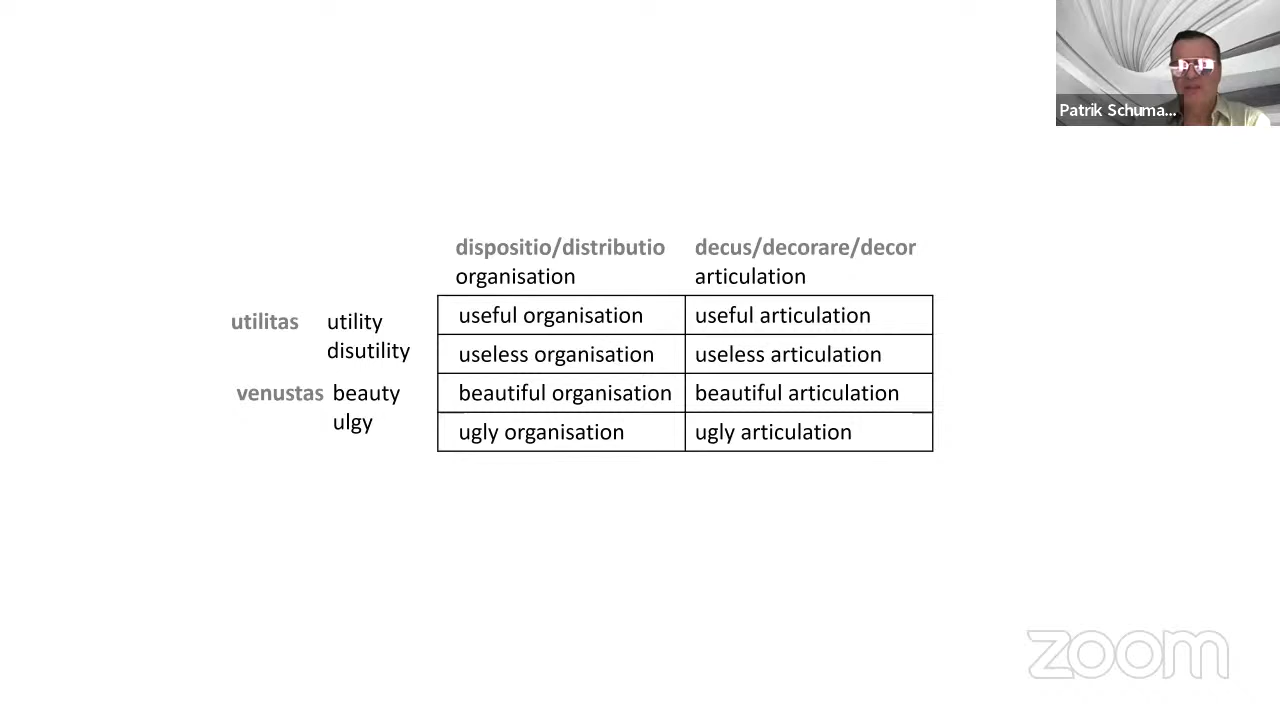 Patrik Schuma...
dispositio/distributio decus/decorare/decor
organisation articulation
utilitas utility useful organisation useful articulation
disutility useless organisation useless articulation
venustas beauty beautiful organisation beautiful articulation
ulgy ugly organisation ugly articulation
zoom